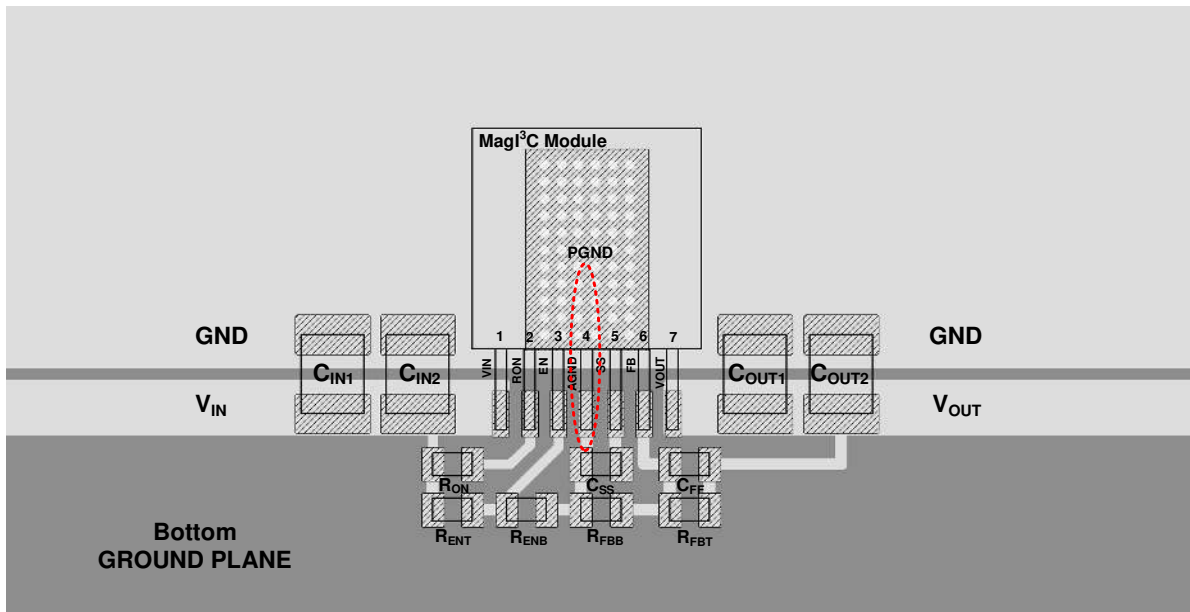 MagI³C Module
PGND
1 2 3 4 5 6 7
VIN RON EN AGND SS FB VOUT
GND GND
CIN1 CIN2 COUT1 COUT2
VIN VOUT
RON CSS CFF
RENT RENB RFBB RFBT
Bottom
GROUND PLANE